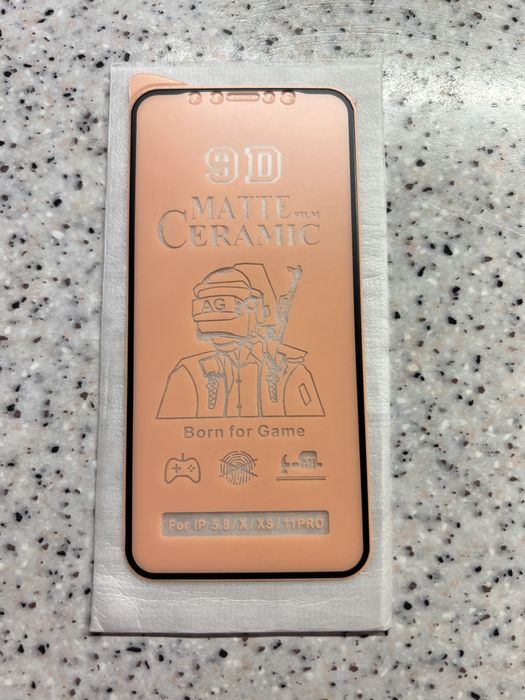 9D
MATTE FILM
CERAMIC
AG
Born for Game
For IP 5.8/X/XS/11PRO